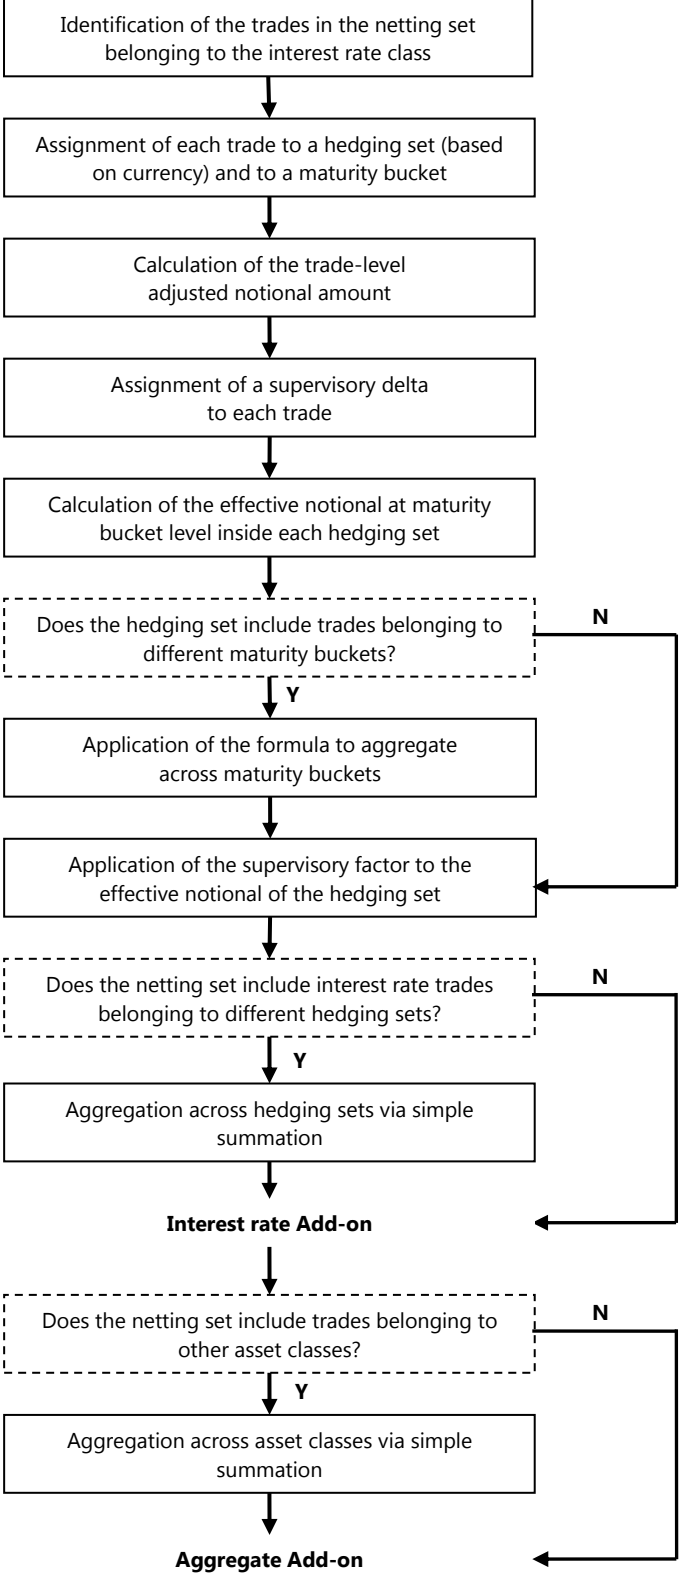 Identification of the trades in the netting set
belonging to the interest rate class
Assignment of each trade to a hedging set (based
on currency) and to a maturity bucket
Calculation of the trade-level
adjusted notional amount
Assignment of a supervisory delta
to each trade
Calculation of the effective notional at maturity
bucket level inside each hedging set
Does the hedging set include trades belonging to
different maturity buckets?
N
Y
Application of the formula to aggregate
across maturity buckets
Application of the supervisory factor to the
effective notional of the hedging set
Does the netting set include interest rate trades
belonging to different hedging sets?
N
Y
Aggregation across hedging sets via simple
summation
Interest rate Add-on
Does the netting set include trades belonging to
other asset classes?
N
Y
Aggregation across asset classes via simple
summation
Aggregate Add-on